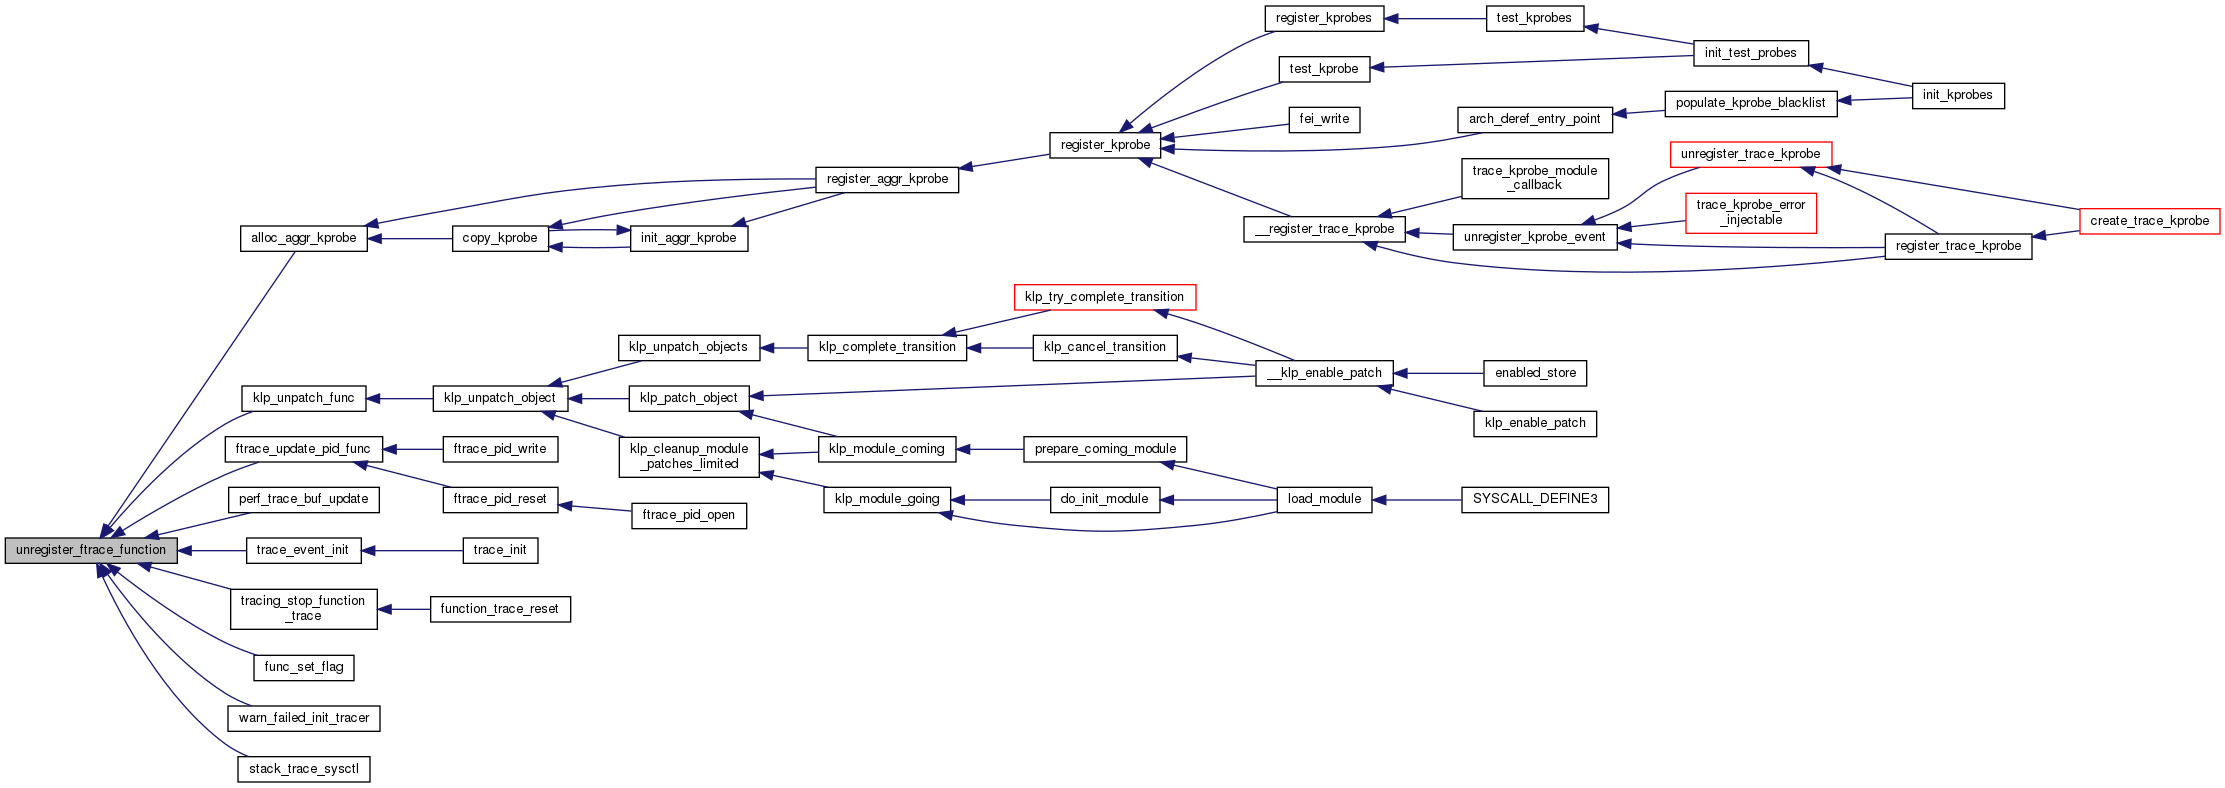 register_kprobes
test_kprobes
init_test_probes
test_kprobe
init_kprobes
populate_kprobe_blacklist
fei_write
arch_deref_entry_point
register_kprobe
unregister_trace_kprobe
trace_kprobe_module
_callback
register_aggr_kprobe
trace_kprobe_error
_injectable
create_trace_kprobe
__register_trace_kprobe
unregister_kprobe_event
register_trace_kprobe
alloc_aggr_kprobe
copy_kprobe
init_aggr_kprobe
klp_try_complete_transition
klp_unpatch_objects
klp_complete_transition
klp_cancel_transition
__klp_enable_patch
enabled_store
klp_unpatch_func
klp_unpatch_object
klp_patch_object
klp_enable_patch
ftrace_update_pid_func
ftrace_pid_write
klp_cleanup_module
_patches_limited
klp_module_coming
prepare_coming_module
perf_trace_buf_update
ftrace_pid_reset
klp_module_going
do_init_module
load_module
SYSCALL_DEFINE3
ftrace_pid_open
unregister_ftrace_function
trace_event_init
trace_init
tracing_stop_function
_trace
function_trace_reset
func_set_flag
warn_failed_init_tracer
stack_trace_sysctl